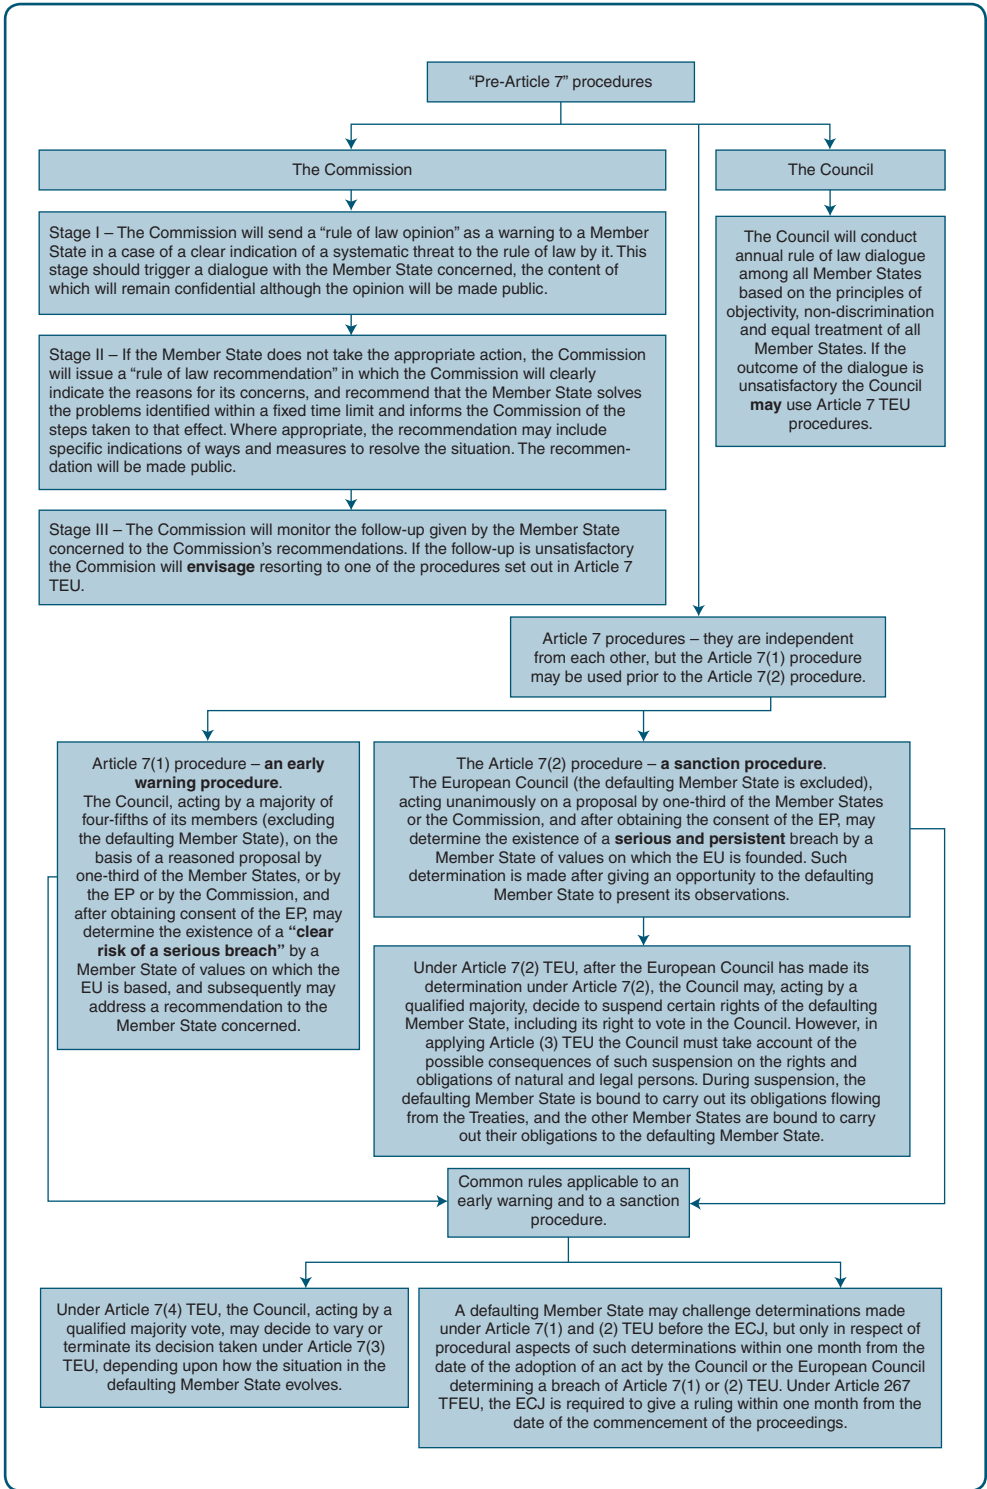 “Pre-Article 7” procedures
The Commission
The Council
Stage I – The Commission will send a “rule of law opinion” as a warning to a Member
State in a case of a clear indication of a systematic threat to the rule of law by it. This
stage should trigger a dialogue with the Member State concerned, the content of
which will remain confidential although the opinion will be made public.
Stage II – If the Member State does not take the appropriate action, the Commission
will issue a “rule of law recommendation” in which the Commission will clearly
indicate the reasons for its concerns, and recommend that the Member State solves
the problems identified within a fixed time limit and informs the Commission of the
steps taken to that effect. Where appropriate, the recommendation may include
specific indications of ways and measures to resolve the situation. The recommen-
dation will be made public.
Stage III – The Commission will monitor the follow-up given by the Member State
concerned to the Commission’s recommendations. If the follow-up is unsatisfactory
the Commision will envisage resorting to one of the procedures set out in Article 7
TEU.
The Council will conduct
annual rule of law dialogue
among all Member States
based on the principles of
objectivity, non-discrimination
and equal treatment of all
Member States. If the
outcome of the dialogue is
unsatisfactory the Council
may use Article 7 TEU
procedures.
Article 7 procedures – they are independent
from each other, but the Article 7(1) procedure
may be used prior to the Article 7(2) procedure.
Article 7(1) procedure – an early
warning procedure.
The Council, acting by a majority of
four-fifths of its members (excluding
the defaulting Member State), on the
basis of a reasoned proposal by
one-third of the Member States, or by
the EP or by the Commission, and
after obtaining consent of the EP, may
determine the existence of a “clear
risk of a serious breach” by a
Member State of values on which the
EU is based, and subsequently may
address a recommendation to the
Member State concerned.
The Article 7(2) procedure – a sanction procedure.
The European Council (the defaulting Member State is excluded),
acting unanimously on a proposal by one-third of the Member States
or the Commission, and after obtaining the consent of the EP, may
determine the existence of a serious and persistent breach by a
Member State of values on which the EU is founded. Such
determination is made after giving an opportunity to the defaulting
Member State to present its observations.
Under Article 7(2) TEU, after the European Council has made its
determination under Article 7(2), the Council may, acting by a
qualified majority, decide to suspend certain rights of the defaulting
Member State, including its right to vote in the Council. However, in
applying Article (3) TEU the Council must take account of the
possible consequences of such suspension on the rights and
obligations of natural and legal persons. During suspension, the
defaulting Member State is bound to carry out its obligations flowing
from the Treaties, and the other Member States are bound to carry
out their obligations to the defaulting Member State.
Common rules applicable to an
early warning and to a sanction
procedure.
Under Article 7(4) TEU, the Council, acting by a
qualified majority vote, may decide to vary or
terminate its decision taken under Article 7(3)
TEU, depending upon how the situation in the
defaulting Member State evolves.
A defaulting Member State may challenge determinations made
under Article 7(1) and (2) TEU before the ECJ, but only in respect of
procedural aspects of such determinations within one month from the
date of the adoption of an act by the Council or the European Council
determining a breach of Article 7(1) or (2) TEU. Under Article 267
TFEU, the ECJ is required to give a ruling within one month from the
date of the commencement of the proceedings.